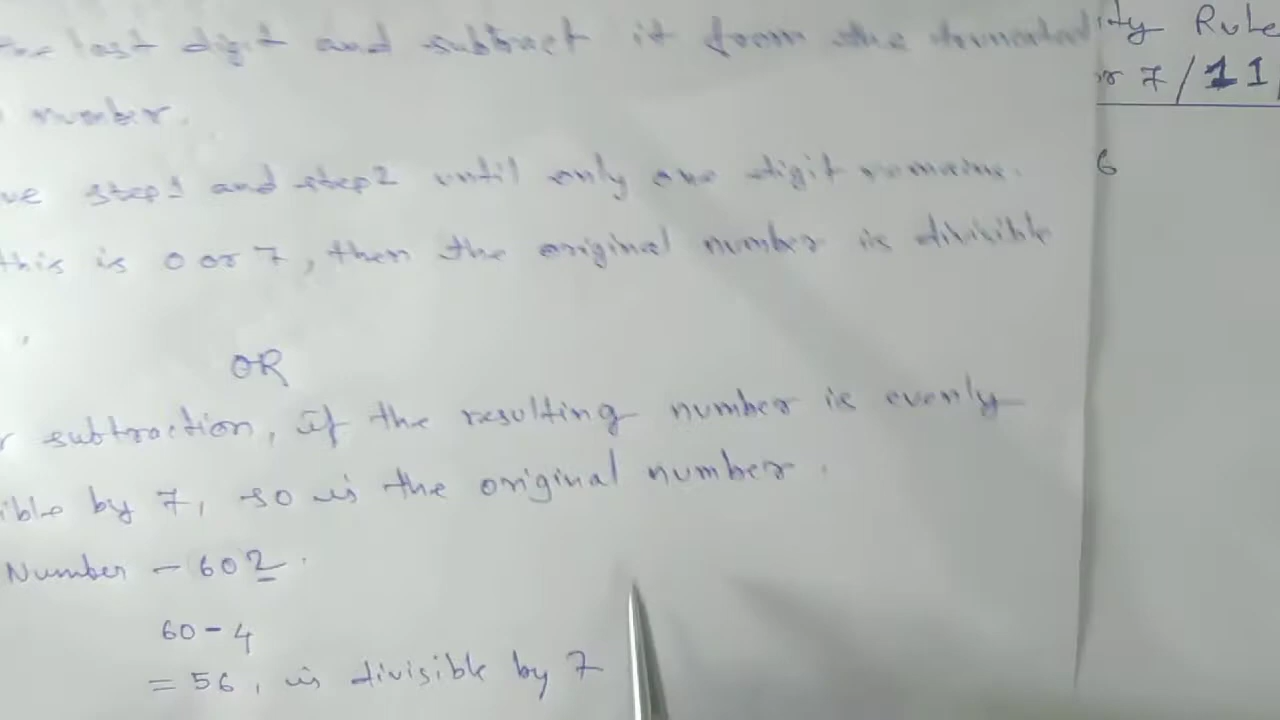 last digit and subtract it from the truncated
number.
step1 and step2 until only one digit remains.
this is 0 or 7, then the original number is divisible
OR
subtraction, if the resulting number is evenly
ible by 7, so is the original number.
Number - 602.
60-4
= 56, is divisible by 7
ity Rule
or 7/11/
6